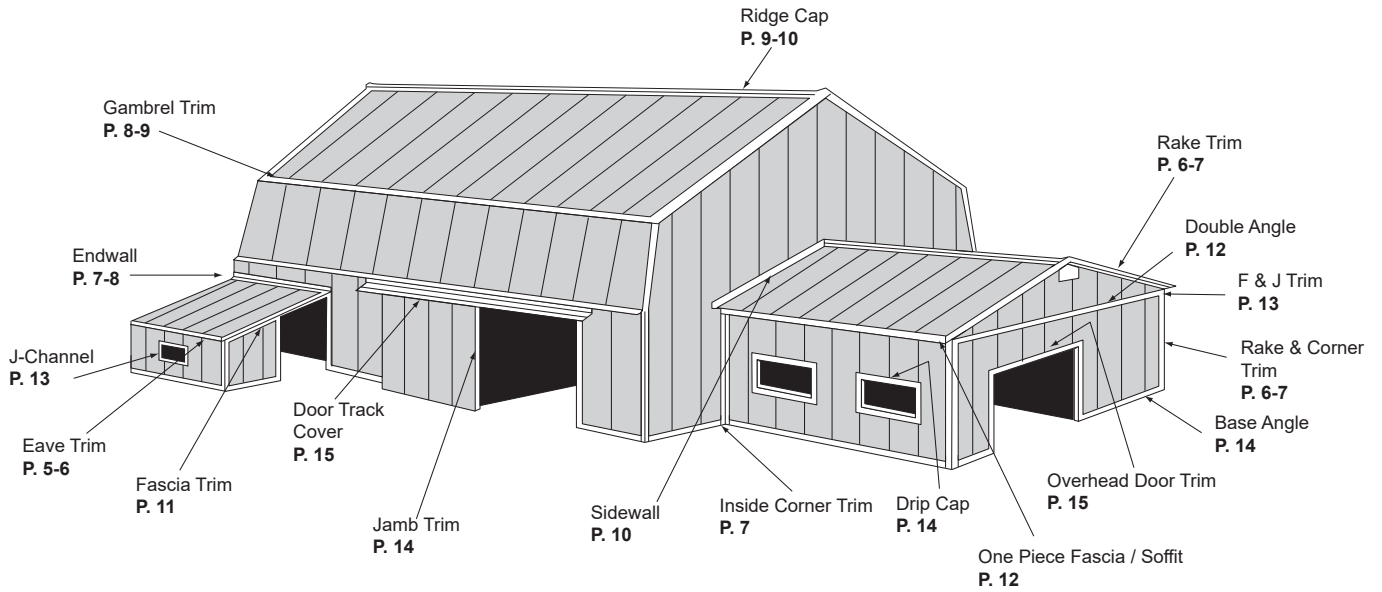 Ridge Cap
P. 9-10
Gambrel Trim
P. 8-9
Rake Trim
P. 6-7
Double Angle
P. 12
Endwall
P. 7-8
F & J Trim
P. 13
J-Channel
P. 13
Rake & Corner
Trim
P. 6-7
Door Track
Cover
P. 15
Base Angle
P. 14
Eave Trim
P. 5-6
Fascia Trim
P. 11
Overhead Door Trim
P. 15
Jamb Trim
P. 14
Sidewall
P. 10
Inside Corner Trim
P. 7
Drip Cap
P. 14
One Piece Fascia / Soffit
P. 12